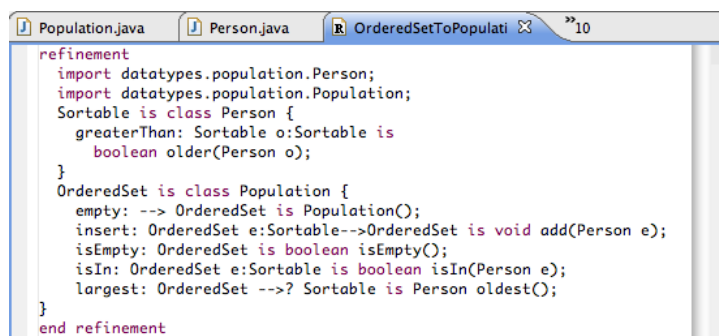 Population.java Person.java OrderedSetToPopulati »10
refinement
import datatypes.population.Person;
import datatypes.population.Population;
Sortable is class Person {
greaterThan: Sortable o:Sortable is
boolean older(Person o);
}
OrderedSet is class Population {
empty: --> OrderedSet is Population();
insert: OrderedSet e:Sortable-->OrderedSet is void add(Person e);
isEmpty: OrderedSet is boolean isEmpty();
isIn: OrderedSet e:Sortable is boolean isIn(Person e);
largest: OrderedSet -->? Sortable is Person oldest();
}
end refinement